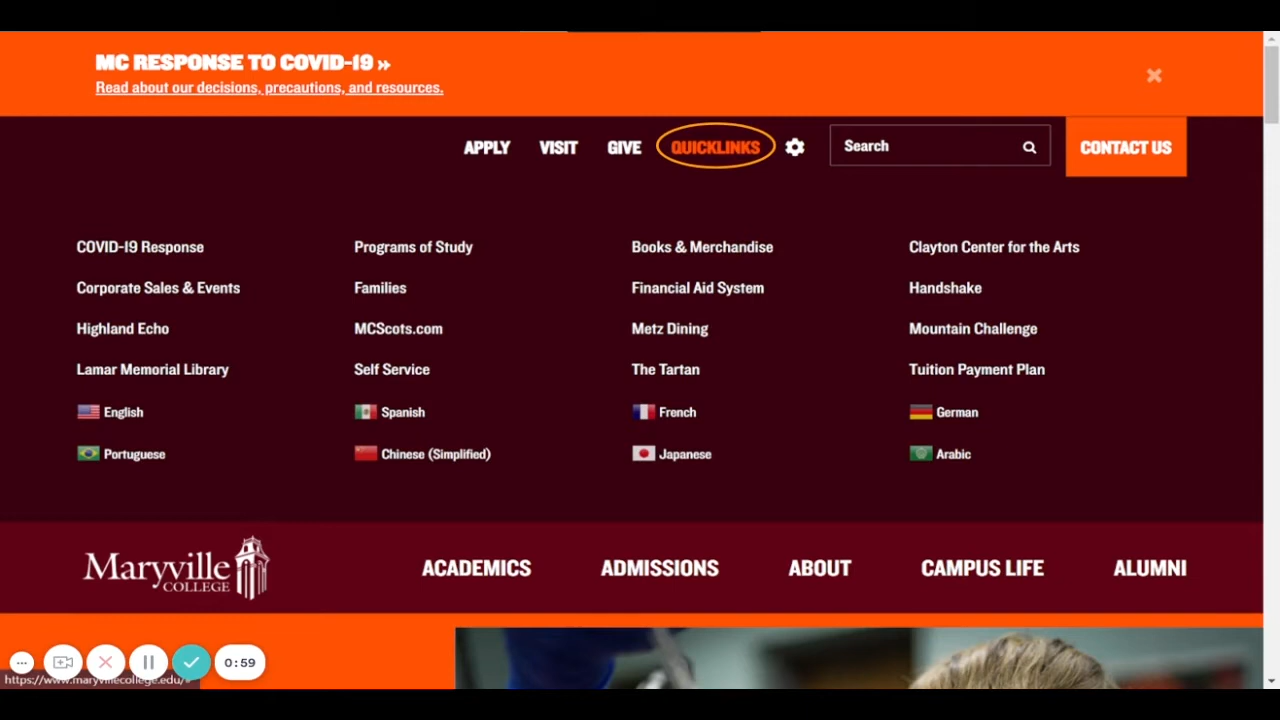 MC RESPONSE TO COVID-19 »
Read about our decisions, precautions, and resources.
APPLY VISIT GIVE QUICKLINKS Search CONTACT US
COVID-19 Response Programs of Study Books & Merchandise Clayton Center for the Arts
Corporate Sales & Events Families Financial Aid System Handshake
Highland Echo MCScots.com Metz Dining Mountain Challenge
Lamar Memorial Library Self Service The Tartan Tuition Payment Plan
English Spanish French German
Portuguese Chinese (Simplified) Japanese Arabic
Maryville
COLLEGE
ACADEMICS ADMISSIONS ABOUT CAMPUS LIFE ALUMNI
0:59
https://www.maryvillecollege.edu/#